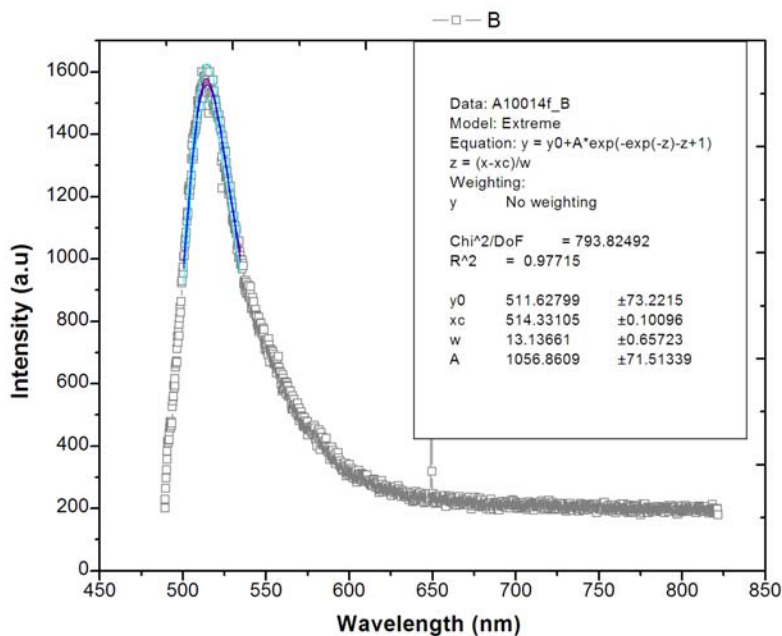 B
1600
1400
1200
1000
800
600
400
200
0
Intensity (a.u)
Data: A10014f_B
Model: Extreme
Equation: y = y0+A*exp(-exp(-z)-z+1)
z = (x-xc)/w
Weighting:
y No weighting
Chi^2/DoF = 793.82492
R^2 = 0.97715
y0 511.62799 ±73.2215
xc 514.33105 ±0.10096
w 13.13661 ±0.65723
A 1056.8609 ±71.51339
450 500 550 600 650 700 750 800 850
Wavelength (nm)